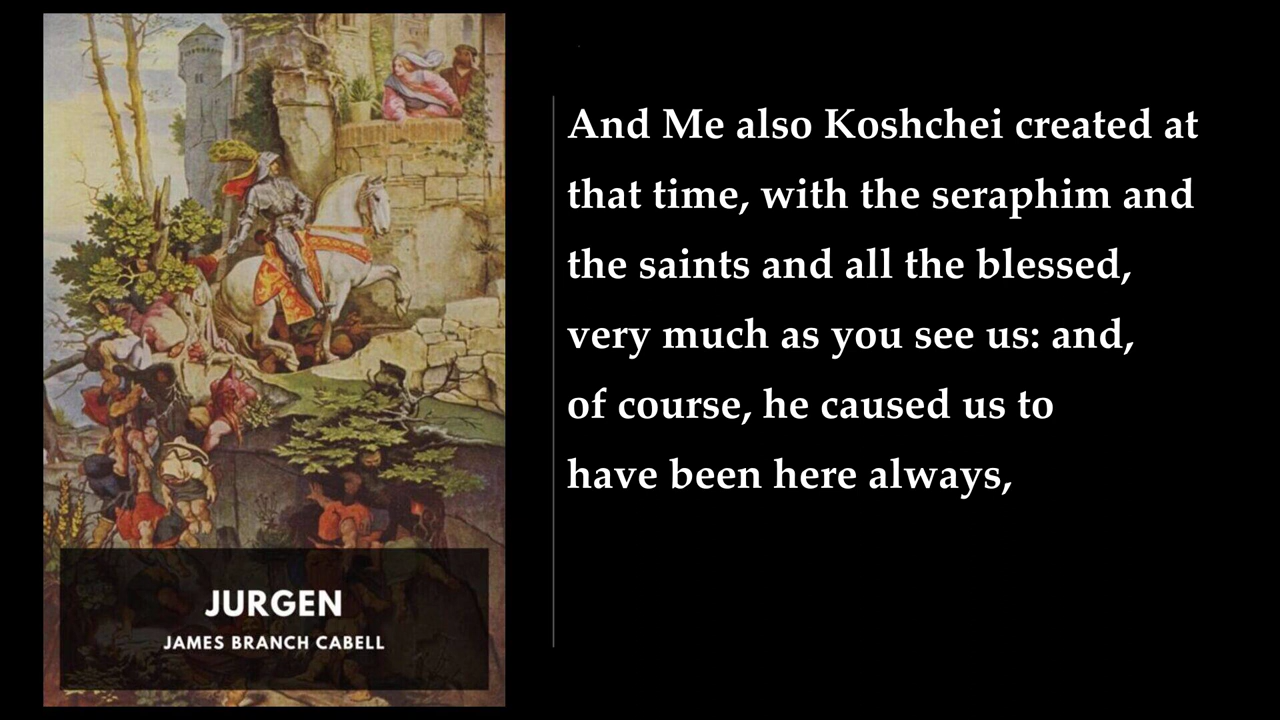 JURGEN
JAMES BRANCH CABELL
And Me also Koshchei created at
that time, with the seraphim and
the saints and all the blessed,
very much as you see us: and,
of course, he caused us to
have been here always,